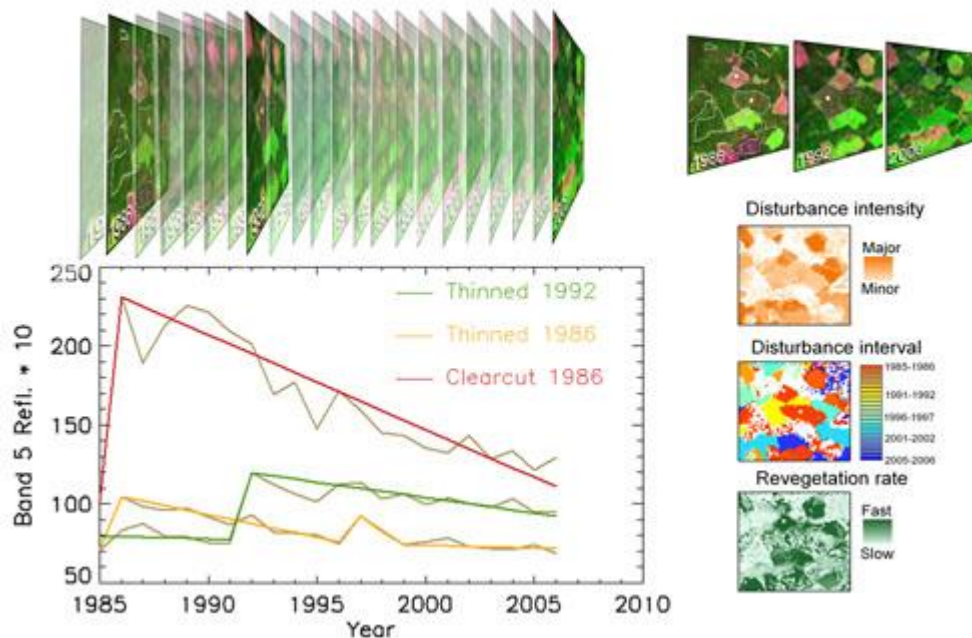 1986
1992
Disturbance intensity
Major
Minor
250
200
150
100
50
Band 5 Refl. * 10
Thinned 1992
Thinned 1986
Clearcut 1986
1985
1990
1995
2000
2005
2010
Year
Disturbance interval
1985-1986
1991-1992
1996-1997
2001-2002
2005-2006
Revegetation rate
Fast
Slow